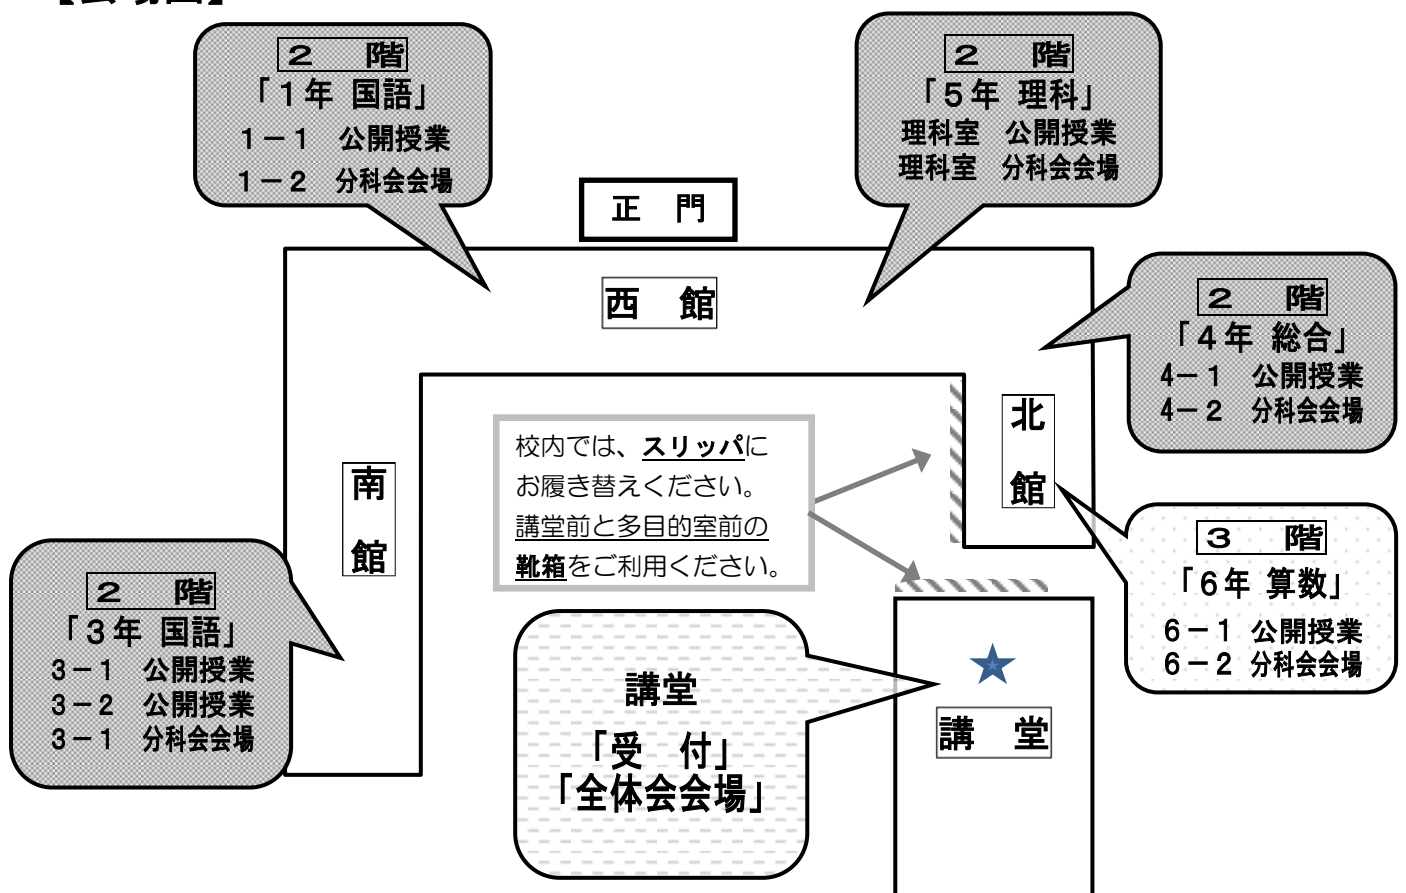 ２　階
「１年 国語」
１－１　公開授業
１－２　分科会会場
２　階
「５年 理科」
理科室　公開授業
理科室　分科会会場
正　門
西　館
２　階
「４年 総合」
4－１　公開授業
4－２　分科会会場
校内では、スリッパに
お履き替えください。
講堂前と多目的室前の
靴箱をご利用ください。
北
館
南
館
３　階
「６年 算数」
６－１ 公開授業
６－２ 分科会会場
２　階
「３年 国語」
３－１　公開授業
３－２　公開授業
３－１　分科会会場
講堂
「受　付」
「全体会会場」
講　堂